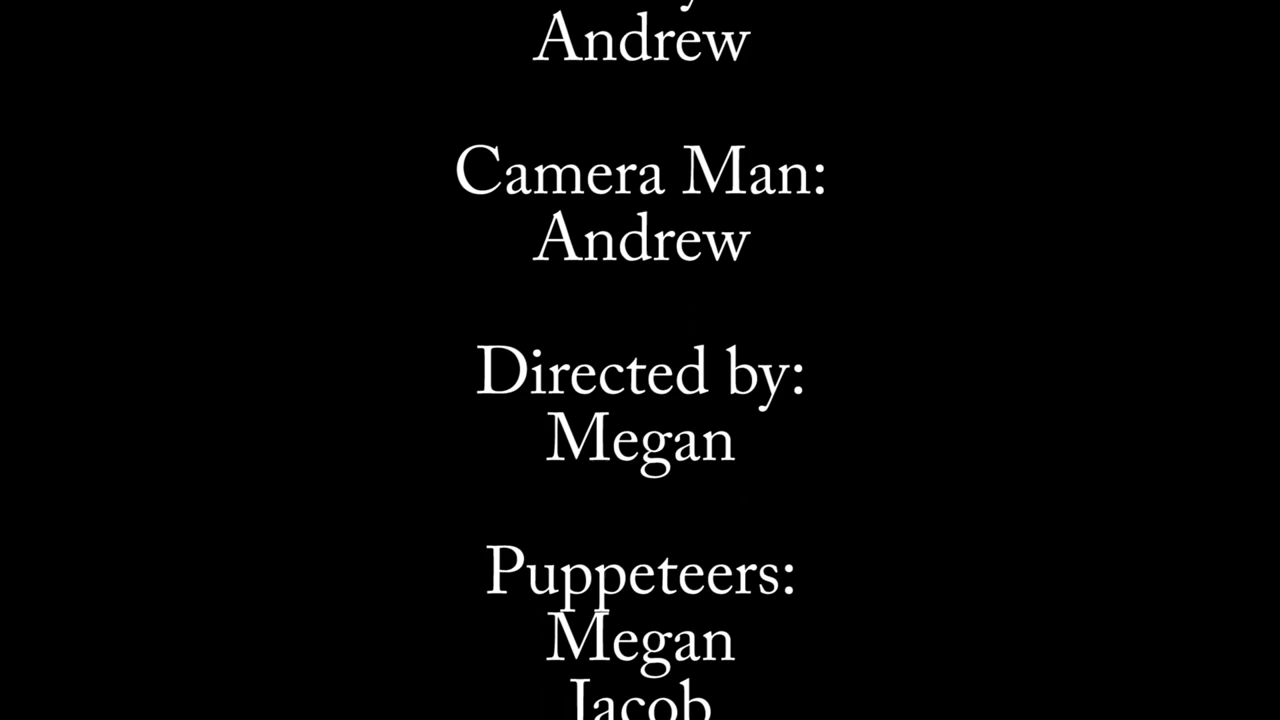 Andrew
Camera Man:
Andrew
Directed by:
Megan
Puppeteers:
Megan
Jacob